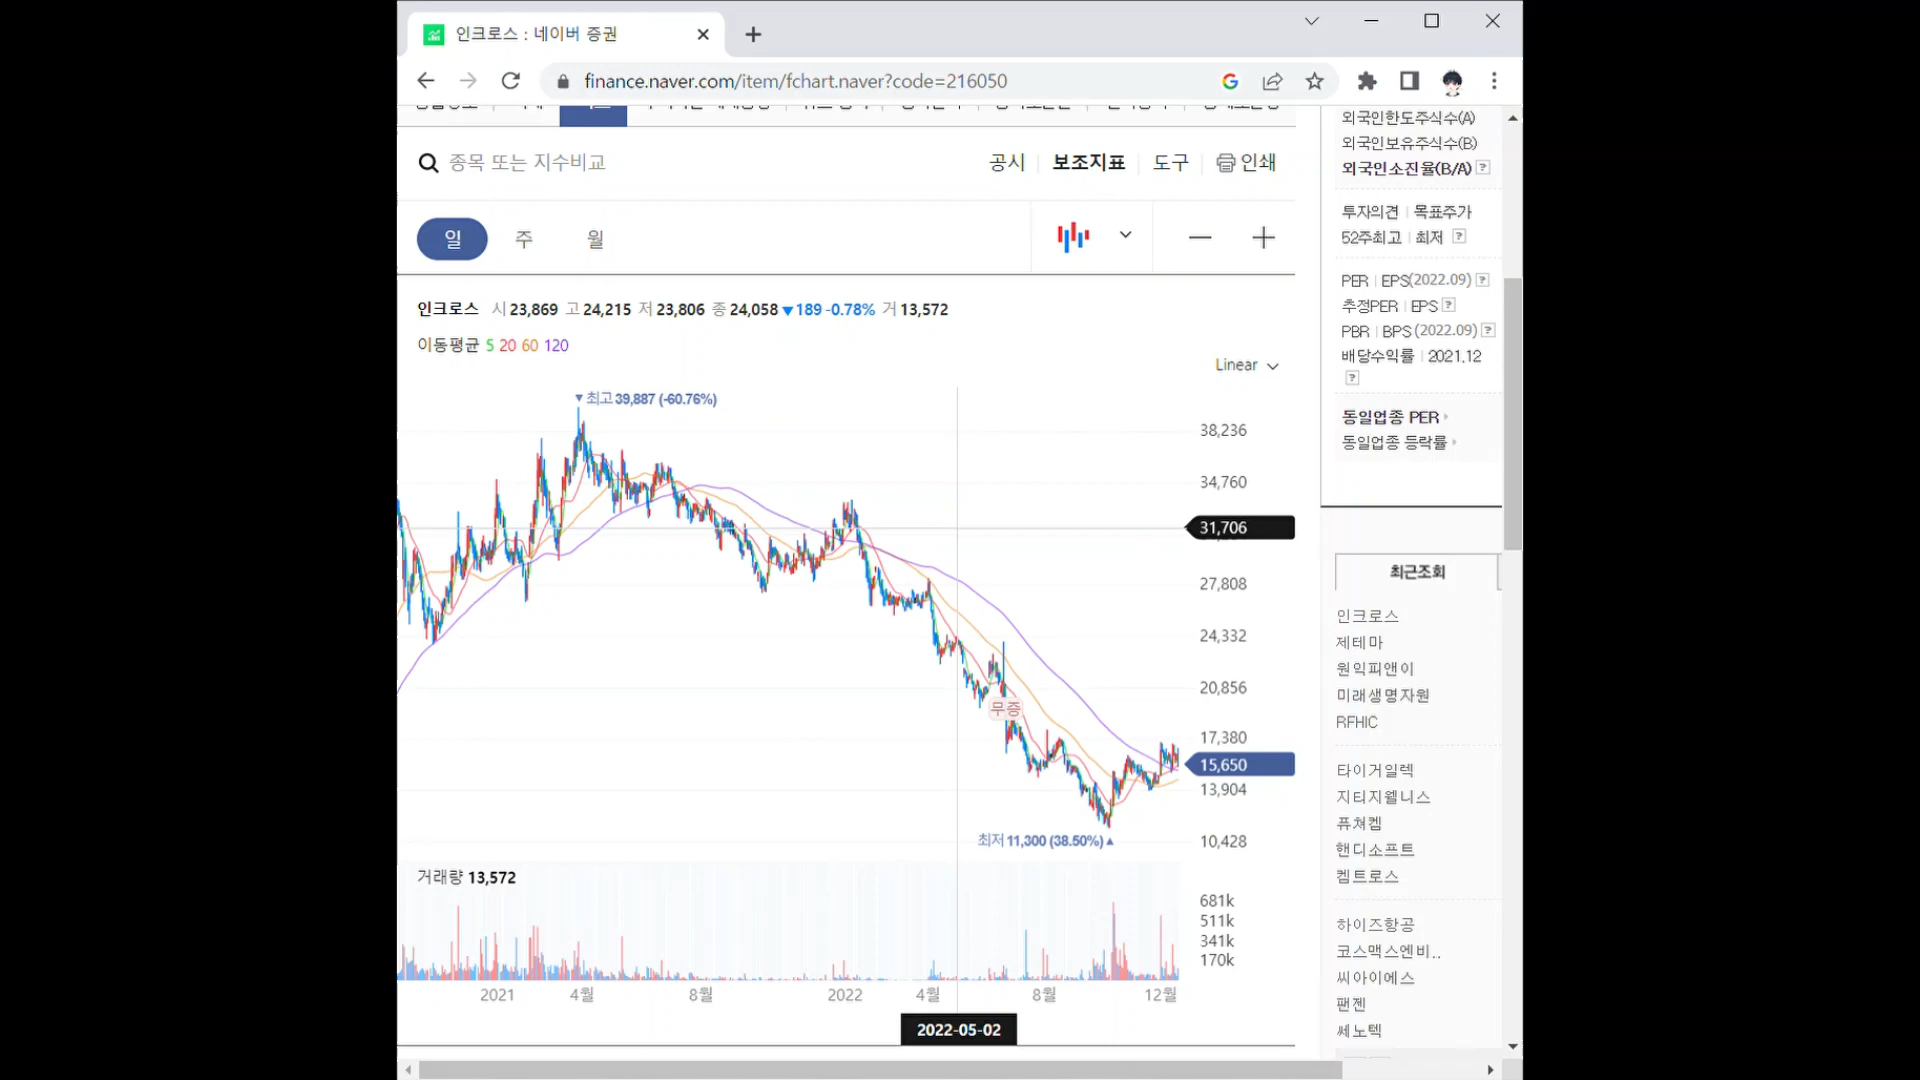 인크로스 : 네이버 증권
finance.naver.com/item/fchart.naver?code=216050
종목 또는 지수비교
공시 보조지표 도구 인쇄
일 주 월
인크로스 시 23,869 고 24,215 저 23,806 종 24,058 ▼189 -0.78% 거 13,572
이동평균 5 20 60 120
Linear
▼최고 39,887 (-60.76%)
38,236
34,760
31,706
27,808
24,332
20,856
무증
17,380
15,650
13,904
최저 11,300 (38.50%)▲
10,428
거래량 13,572
681k
511k
341k
170k
2021 4월 8월 2022 4월 8월 12월
2022-05-02
외국인한도주식수(A)
외국인보유주식수(B)
외국인소진율(B/A) ?
투자의견 | 목표주가
52주최고 | 최저 ?
PER | EPS(2022.09) ?
추정PER | EPS ?
PBR | BPS (2022.09) ?
배당수익률 | 2021.12
?
동일업종 PER
동일업종 등락률
최근조회
인크로스
제테마
원익피앤이
미래생명자원
RFHIC
타이거일렉
지티지웰니스
퓨쳐켐
핸디소프트
켐트로스
하이즈항공
코스맥스엔비..
씨아이에스
팬젠
쎄노텍